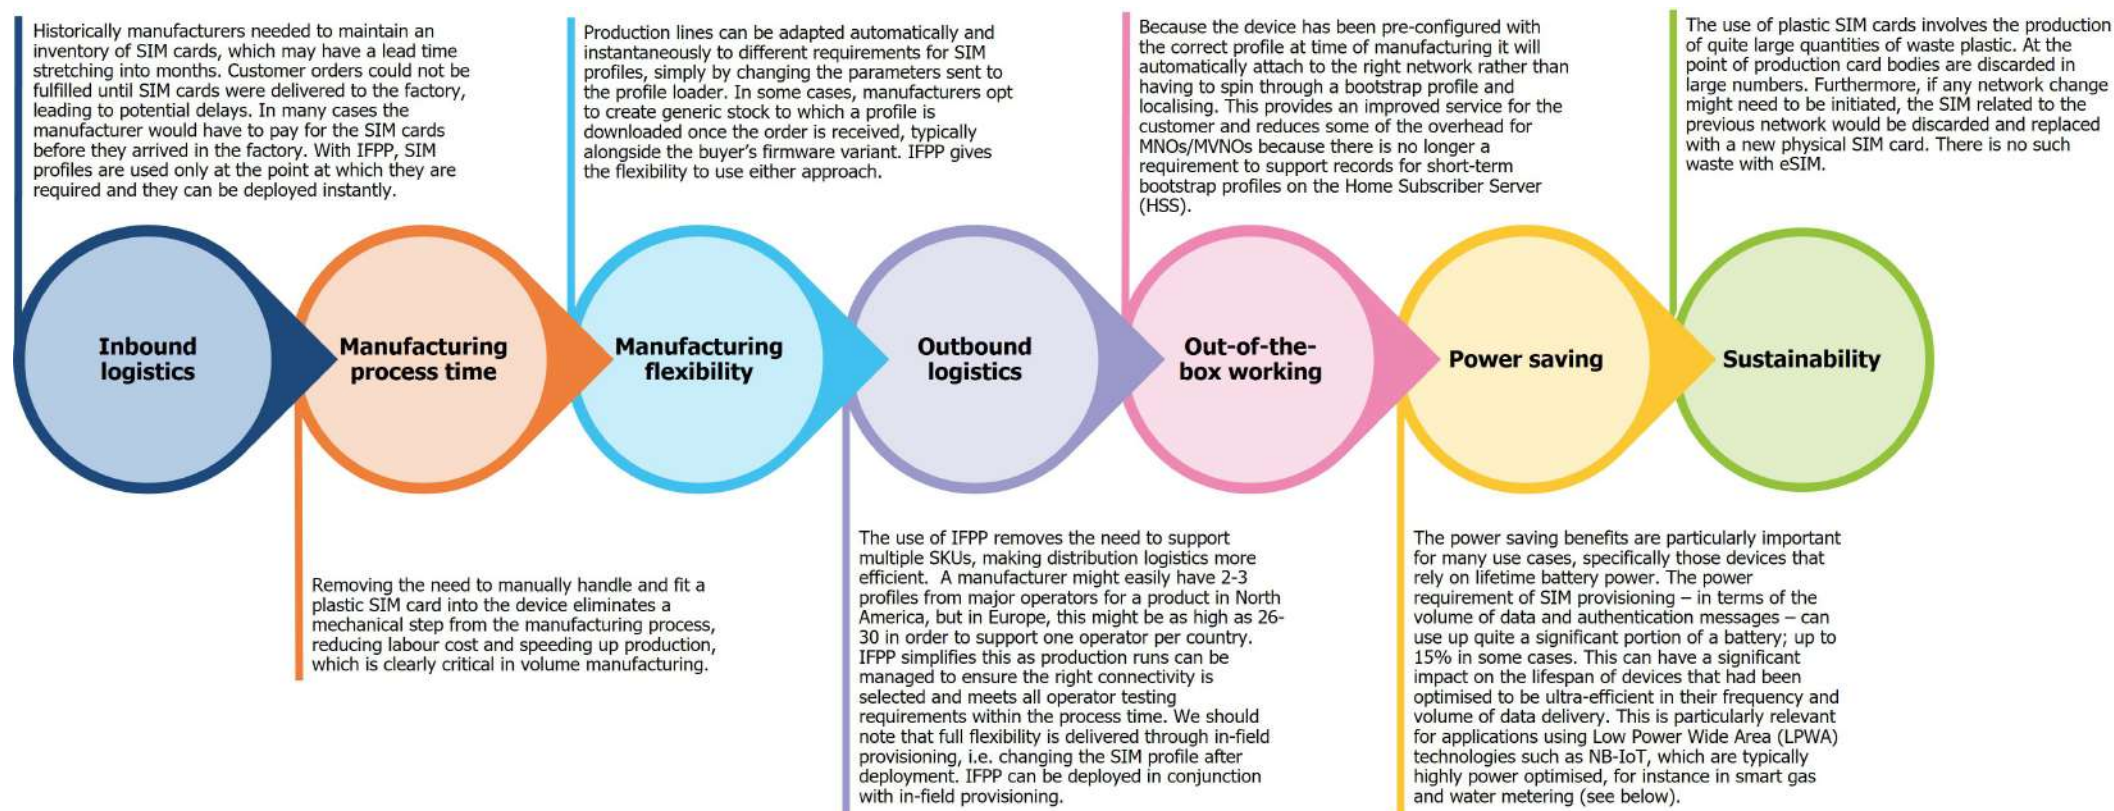 Historically manufacturers needed to maintain an
inventory of SIM cards, which may have a lead time
stretching into months. Customer orders could not be
fulfilled until SIM cards were delivered to the factory,
leading to potential delays. In many cases the
manufacturer would have to pay for the SIM cards
before they arrived in the factory. With IFPP, SIM
profiles are used only at the point at which they are
required and they can be deployed instantly.
Production lines can be adapted automatically and
instantaneously to different requirements for SIM
profiles, simply by changing the parameters sent to
the profile loader. In some cases, manufacturers opt
to create generic stock to which a profile is
downloaded once the order is received, typically
alongside the buyer's firmware variant. IFPP gives
the flexibility to use either approach.
Because the device has been pre-configured with
the correct profile at time of manufacturing it will
automatically attach to the right network rather than
having to spin through a bootstrap profile and
localising. This provides an improved service for the
customer and reduces some of the overhead for
MNOs/MVNOs because there is no longer a
requirement to support records for short-term
bootstrap profiles on the Home Subscriber Server
(HSS).
The use of plastic SIM cards involves the production
of quite large quantities of waste plastic. At the
point of production card bodies are discarded in
large numbers. Furthermore, if any network change
might need to be initiated, the SIM related to the
previous network would be discarded and replaced
with a new physical SIM card. There is no such
waste with eSIM.
Inbound
logistics
Manufacturing
process time
Manufacturing
flexibility
Outbound
logistics
Out-of-the-
box working
Power saving
Sustainability
Removing the need to manually handle and fit a
plastic SIM card into the device eliminates a
mechanical step from the manufacturing process,
reducing labour cost and speeding up production,
which is clearly critical in volume manufacturing.
The use of IFPP removes the need to support
multiple SKUs, making distribution logistics more
efficient. A manufacturer might easily have 2-3
profiles from major operators for a product in North
America, but in Europe, this might be as high as 26-
30 in order to support one operator per country.
IFPP simplifies this as production runs can be
managed to ensure the right connectivity is
selected and meets all operator testing
requirements within the process time. We should
note that full flexibility is delivered through in-field
provisioning, i.e. changing the SIM profile after
deployment. IFPP can be deployed in conjunction
with in-field provisioning.
The power saving benefits are particularly important
for many use cases, specifically those devices that
rely on lifetime battery power. The power
requirement of SIM provisioning – in terms of the
volume of data and authentication messages – can
use up quite a significant portion of a battery; up to
15% in some cases. This can have a significant
impact on the lifespan of devices that had been
optimised to be ultra-efficient in their frequency and
volume of data delivery. This is particularly relevant
for applications using Low Power Wide Area (LPWA)
technologies such as NB-IoT, which are typically
highly power optimised, for instance in smart gas
and water metering (see below).